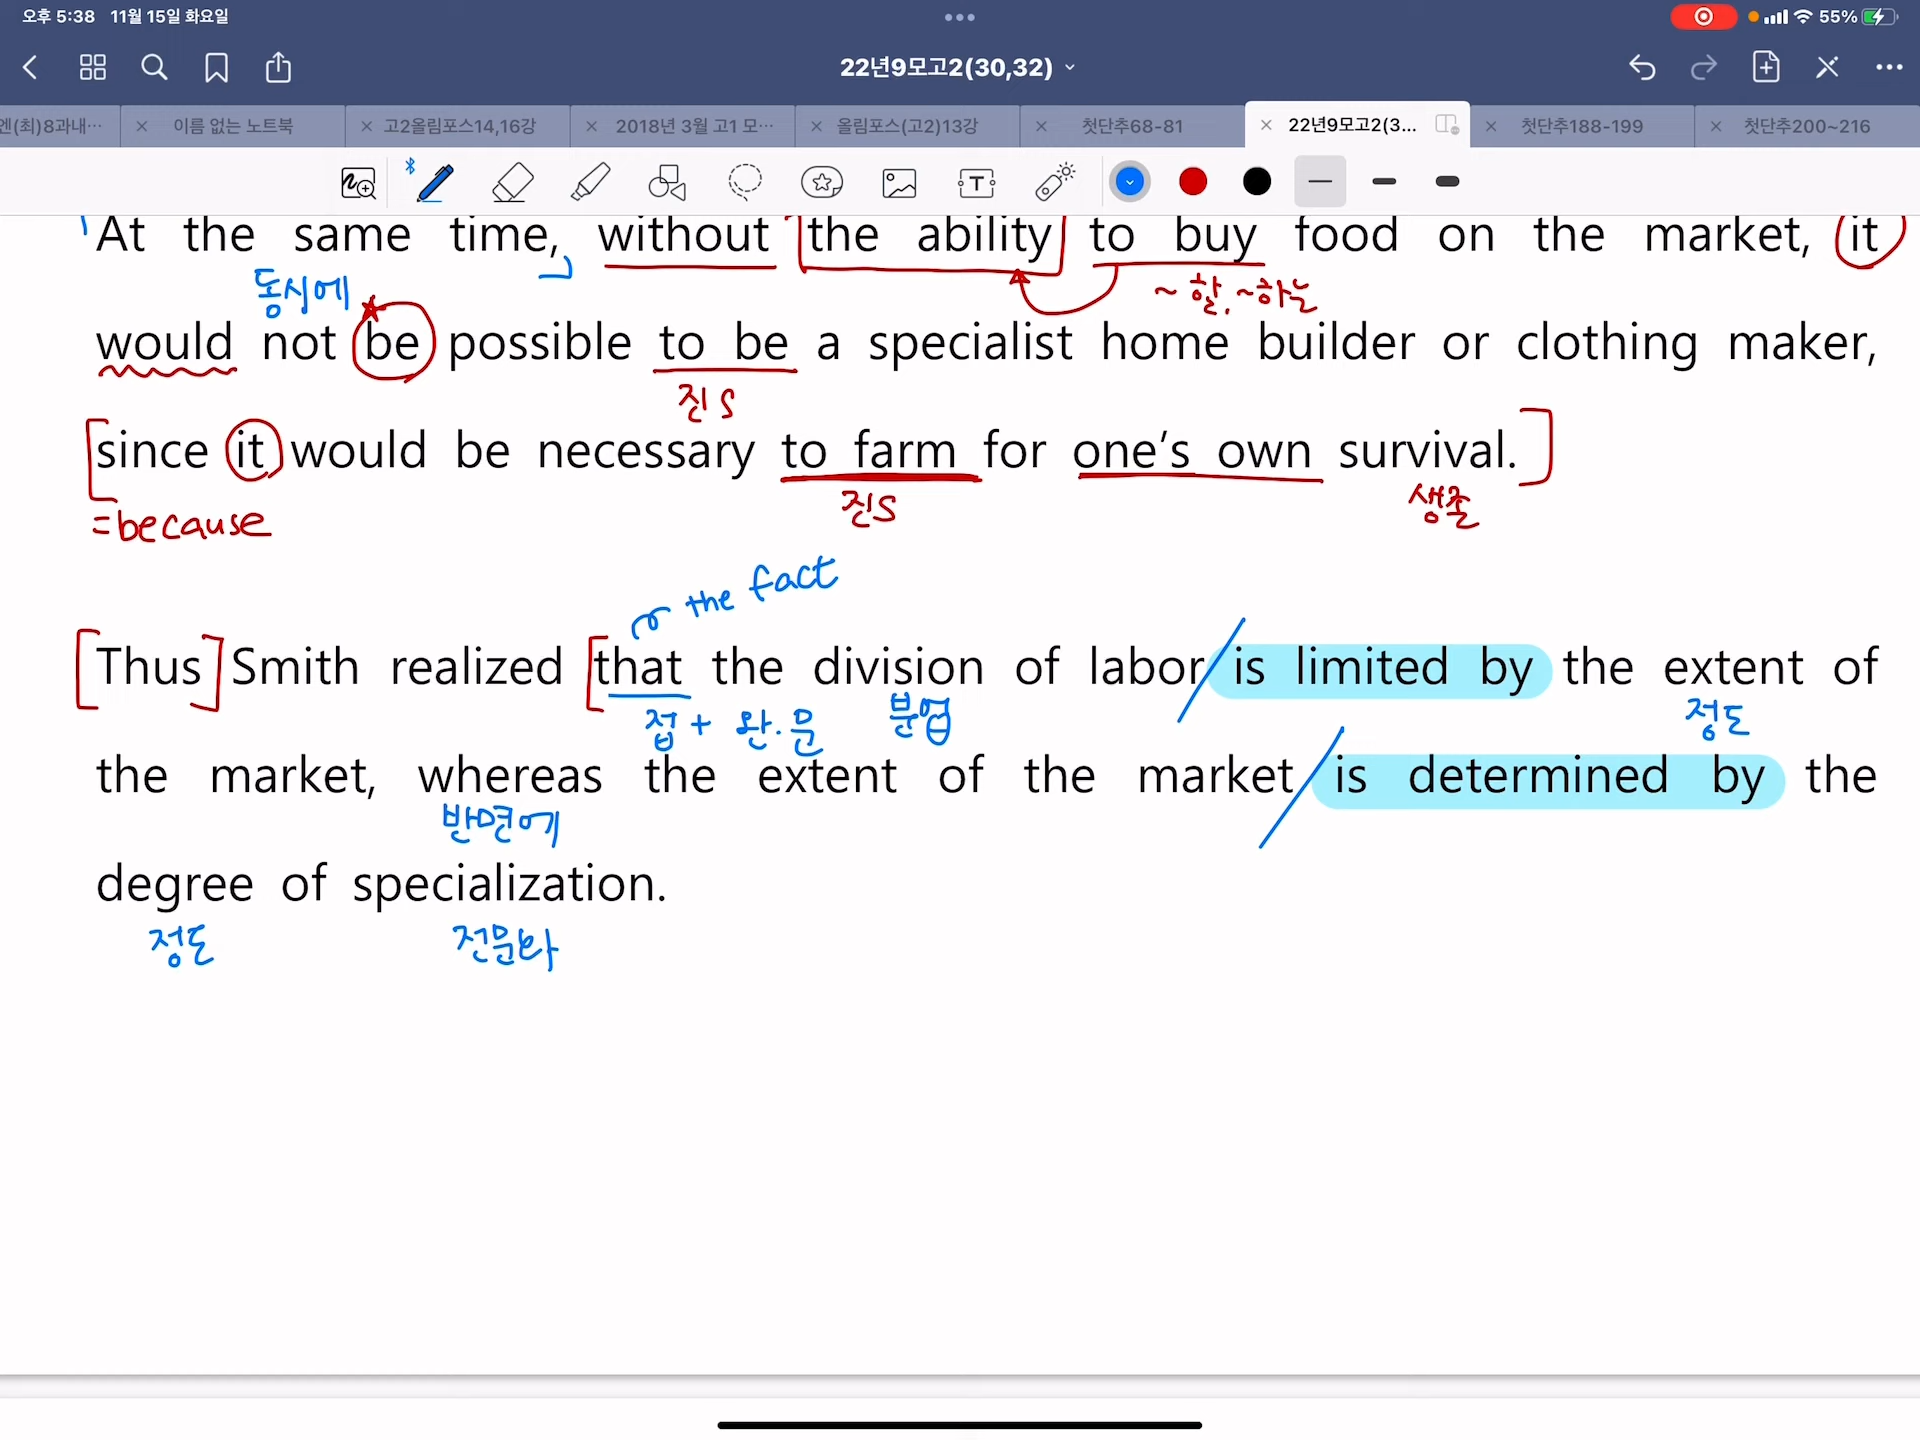 오후 5:38 11월 15일 화요일
55%
22년9모고2(30,32)
엔(최)8과내…
이름 없는 노트북
고2올림포스14,16강
2018년 3월 고1 모…
올림포스(고2)13강
첫단추68-81
22년9모고2(3...
첫단추188-199
첫단추200~216
At the same time, without the ability to buy food on the market, it
동시에
~할, ~하는
would not be possible to be a specialist home builder or clothing maker,
진S
since it would be necessary to farm for one's own survival.
=because
진S
생존
the fact
Thus Smith realized that the division of labor is limited by the extent of
접 + 완.문
분업
정도
the market, whereas the extent of the market is determined by the
반면에
degree of specialization.
정도
전문화